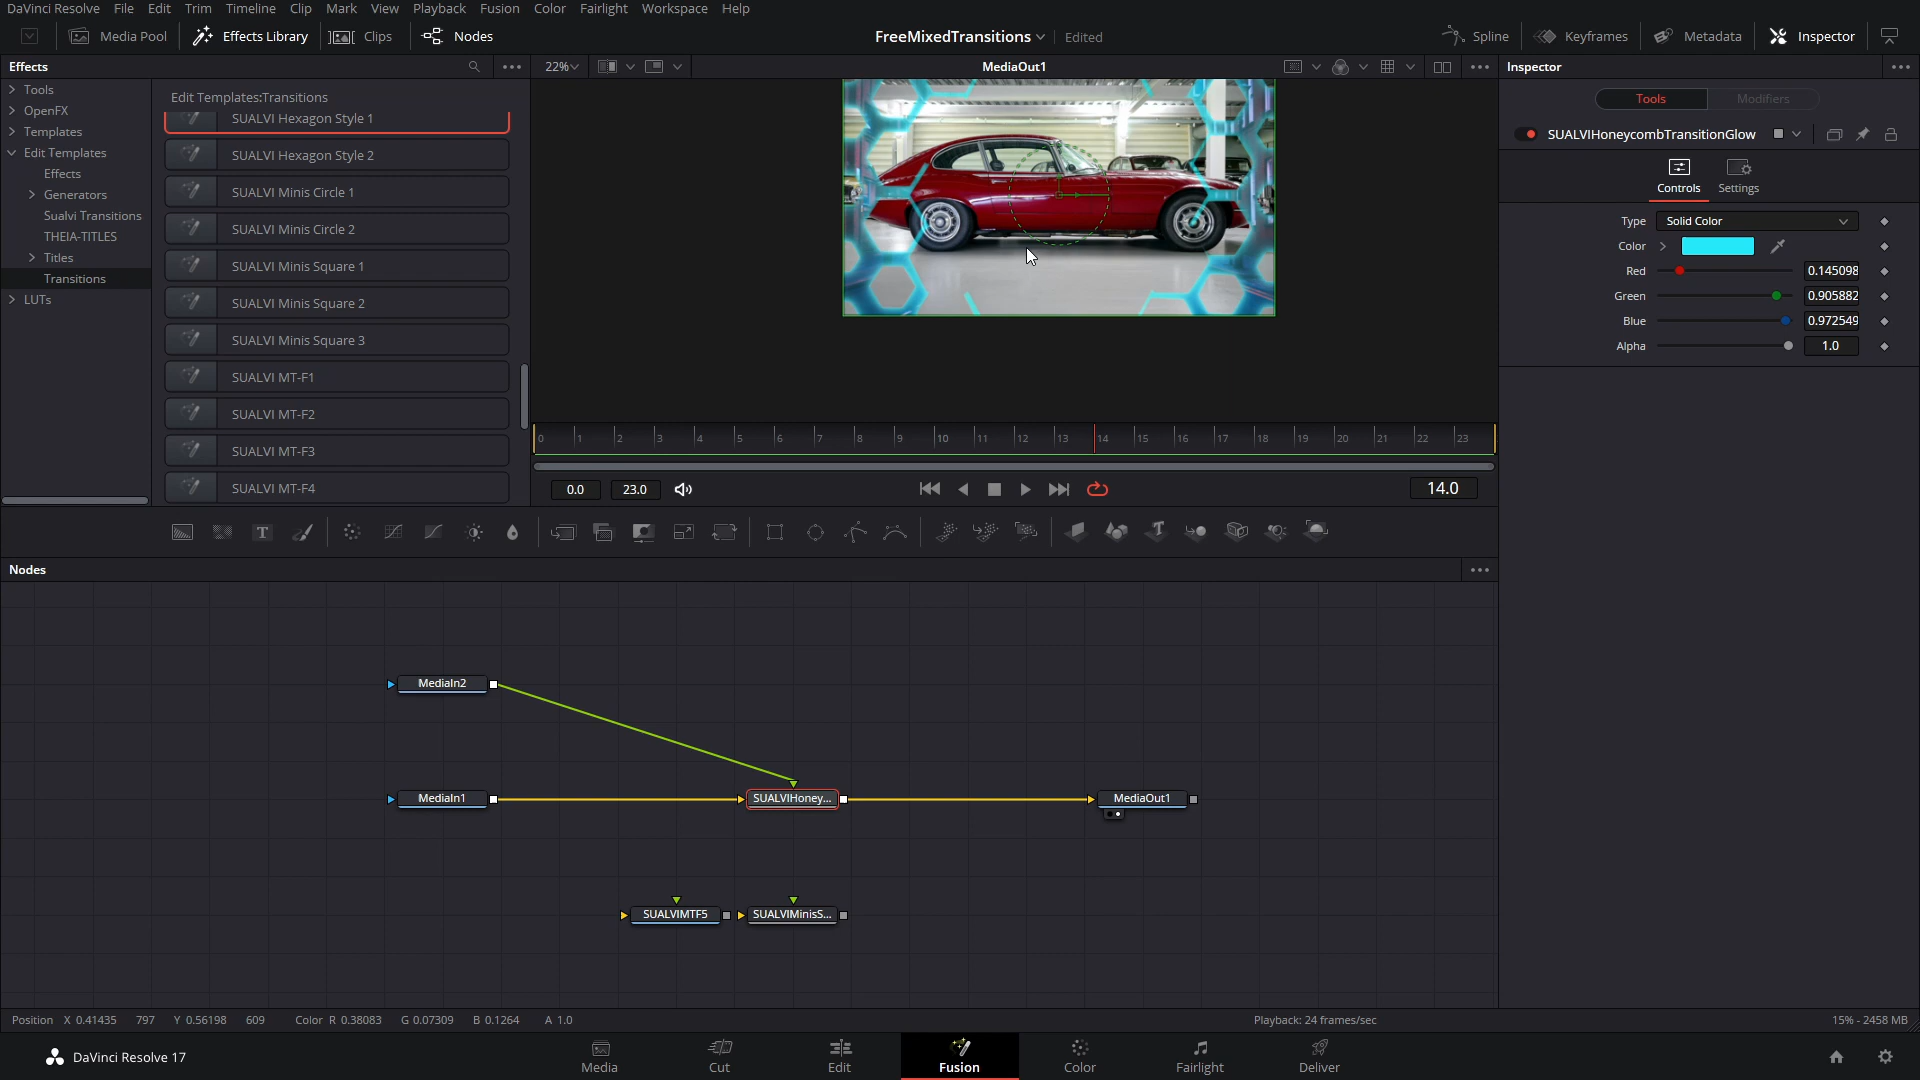 DaVinci Resolve File Edit Trim Timeline Clip Mark View Playback Fusion Color Fairlight Workspace Help
Media Pool Effects Library Clips Nodes FreeMixedTransitions Edited Spline Keyframes Metadata Inspector
Effects 22% MediaOut1 Inspector
Tools
OpenFX
Templates
Edit Templates
Effects
Generators
Sualvi Transitions
THEIA-TITLES
Titles
Transitions
LUTs
Edit Templates:Transitions
SUALVI Hexagon Style 1
SUALVI Hexagon Style 2
SUALVI Minis Circle 1
SUALVI Minis Circle 2
SUALVI Minis Square 1
SUALVI Minis Square 2
SUALVI Minis Square 3
SUALVI MT-F1
SUALVI MT-F2
SUALVI MT-F3
SUALVI MT-F4
0 1 2 3 4 5 6 7 8 9 10 11 12 13 14 15 16 17 18 19 20 21 22 23
0.0 23.0 14.0
Tools Modifiers
SUALVIHoneycombTransitionGlow
Controls Settings
Type Solid Color
Color
Red 0.145098
Green 0.905882
Blue 0.972549
Alpha 1.0
T T
Nodes
MediaIn2
MediaIn1 SUALVIHoney... MediaOut1
SUALVIMTF5 SUALVIMinisS...
Position X 0.41435 797 Y 0.56198 609 Color R 0.38083 G 0.07309 B 0.1264 A 1.0 Playback: 24 frames/sec 15% - 2458 MB
DaVinci Resolve 17 Media Cut Edit Fusion Color Fairlight Deliver